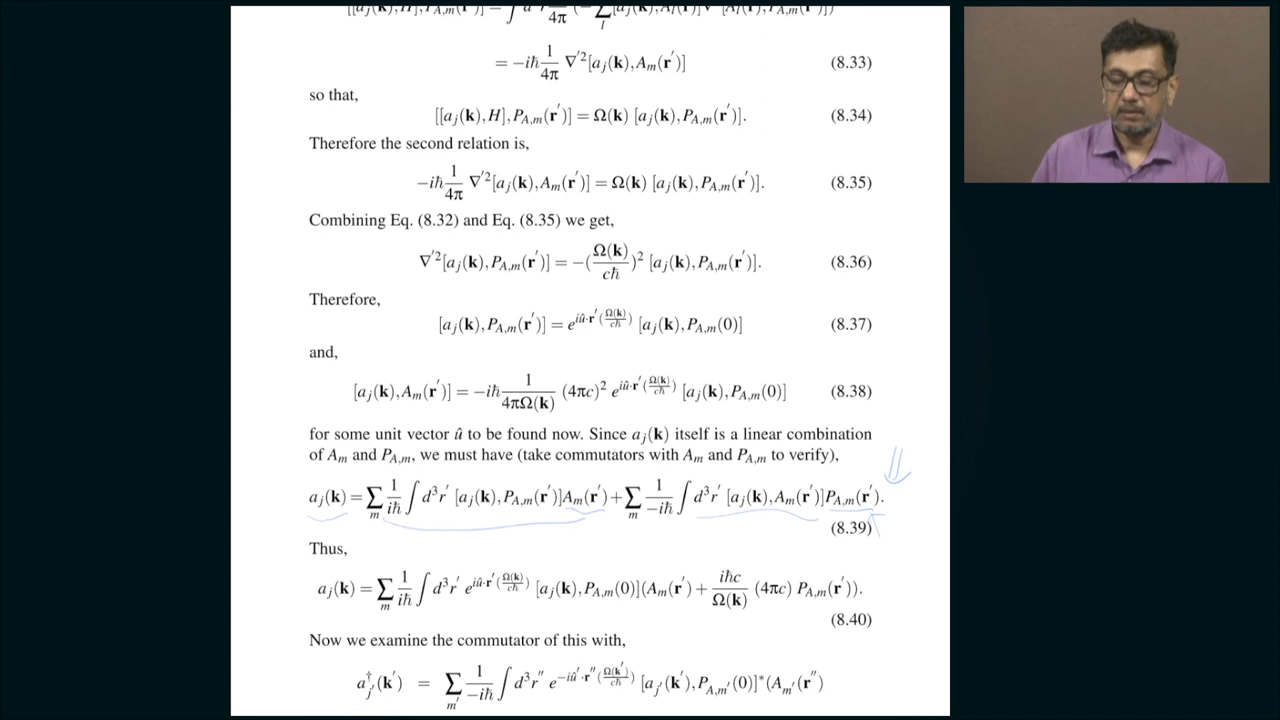 = −iħ 1/4π ∇′² [a_j(k), A_m(r′)] (8.33)
so that,
[[a_j(k), H], P_{A,m}(r′)] = Ω(k) [a_j(k), P_{A,m}(r′)]. (8.34)
Therefore the second relation is,
−iħ 1/4π ∇′² [a_j(k), A_m(r′)] = Ω(k) [a_j(k), P_{A,m}(r′)]. (8.35)
Combining Eq. (8.32) and Eq. (8.35) we get,
∇′² [a_j(k), P_{A,m}(r′)] = −(Ω(k)/cħ)² [a_j(k), P_{A,m}(r′)]. (8.36)
Therefore,
[a_j(k), P_{A,m}(r′)] = e^{iû·r′(Ω(k)/cħ)} [a_j(k), P_{A,m}(0)] (8.37)
and,
[a_j(k), A_m(r′)] = −iħ 1/4πΩ(k) (4πc)² e^{iû·r′(Ω(k)/cħ)} [a_j(k), P_{A,m}(0)] (8.38)
for some unit vector û to be found now. Since a_j(k) itself is a linear combination
of A_m and P_{A,m}, we must have (take commutators with A_m and P_{A,m} to verify),
a_j(k) = ∑_m 1/iħ ∫ d³r′ [a_j(k), P_{A,m}(r′)]A_m(r′) + ∑_m 1/−iħ ∫ d³r′ [a_j(k), A_m(r′)]P_{A,m}(r′).
(8.39)
Thus,
a_j(k) = ∑_m 1/iħ ∫ d³r′ e^{iû·r′(Ω(k)/cħ)} [a_j(k), P_{A,m}(0)](A_m(r′) + iħc/Ω(k) (4πc) P_{A,m}(r′)).
(8.40)
Now we examine the commutator of this with,
a†_{j′}(k′) = ∑_{m′} 1/−iħ ∫ d³r″ e^{−iû′·r″(Ω(k′)/cħ)} [a_{j′}(k′), P_{A,m′}(0)]*(A_{m′}(r″)